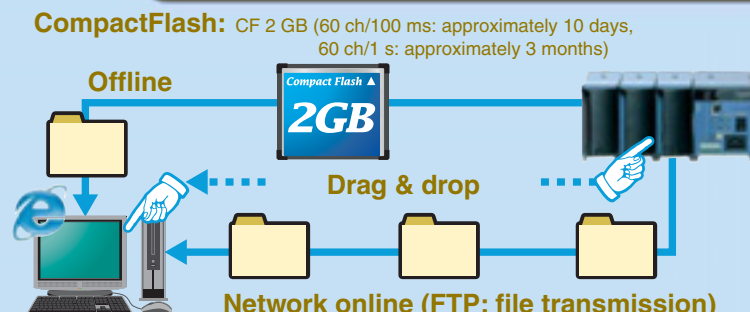 CompactFlash: CF 2 GB (60 ch/100 ms: approximately 10 days,
60 ch/1 s: approximately 3 months)
Offline
Compact Flash ▲
2GB
Drag & drop
Network online (FTP: file transmission)